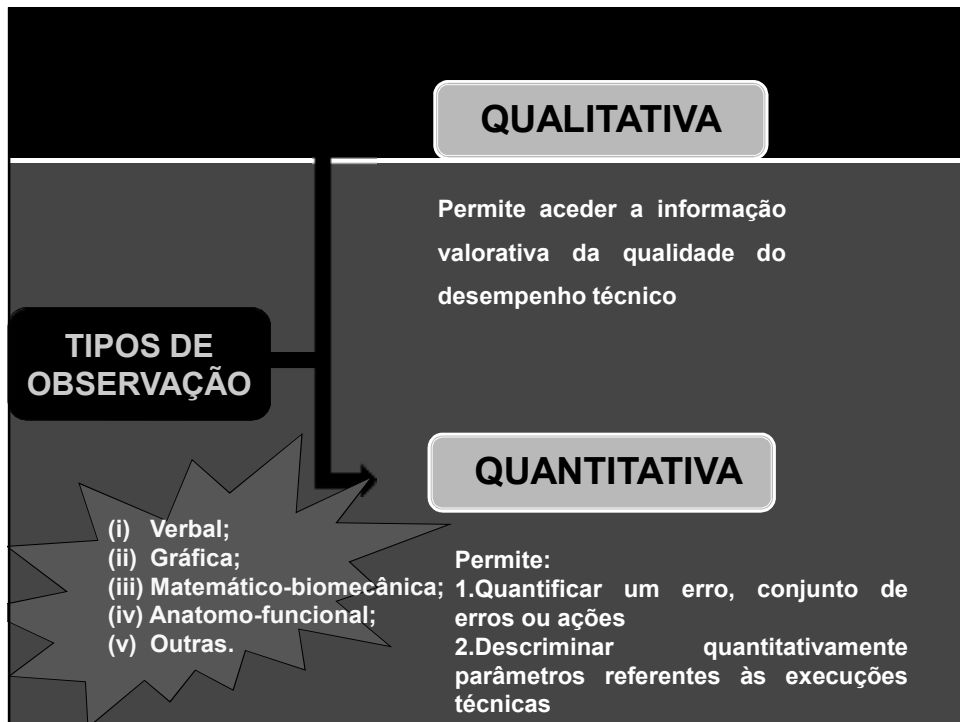 QUALITATIVA
Permite aceder a informação
valorativa da qualidade do
desempenho técnico
TIPOS DE
OBSERVAÇÃO
QUANTITATIVA
(i) Verbal;
(ii) Gráfica;
(iii) Matemático-biomecânica;
(iv) Anatomo-funcional;
(v) Outras.
Permite:
1.Quantificar um erro, conjunto de
erros ou ações
2.Descriminar quantitativamente
parâmetros referentes às execuções
técnicas